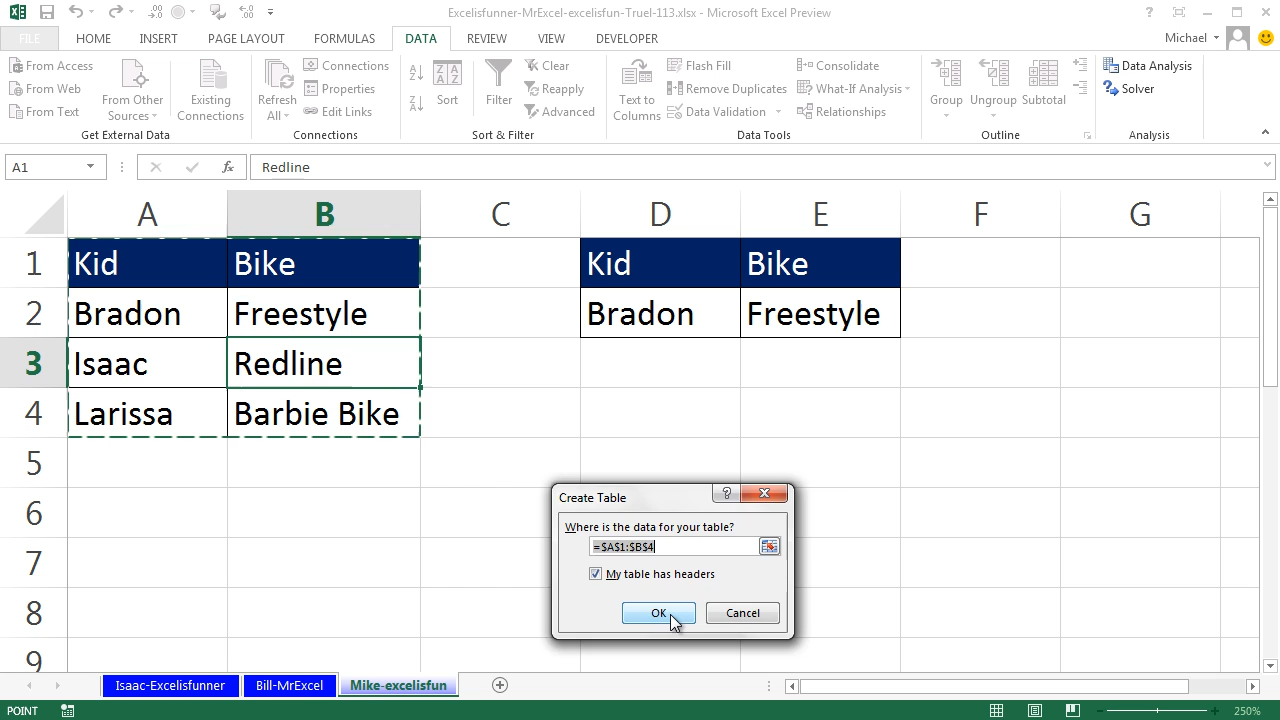 Excelisfunner-MrExcel-excelisfun-Truel-113.xlsx - Microsoft Excel Preview
FILE HOME INSERT PAGE LAYOUT FORMULAS DATA REVIEW VIEW DEVELOPER Michael
From Access
From Web
From Text
From Other Sources
Existing Connections
Get External Data
Refresh All
Connections
Properties
Edit Links
Connections
Sort
Filter
Clear
Reapply
Advanced
Sort & Filter
Text to Columns
Flash Fill
Remove Duplicates
Data Validation
Consolidate
What-If Analysis
Relationships
Data Tools
Group
Ungroup
Subtotal
Outline
Data Analysis
Solver
Analysis
A1 fx Redline
A B C D E F G
1 Kid Bike Kid Bike
2 Bradon Freestyle Bradon Freestyle
3 Isaac Redline
4 Larissa Barbie Bike
5
6
7
8
9
Create Table
Where is the data for your table?
=$A$1:$B$4
My table has headers
OK Cancel
Isaac-Excelisfunner Bill-MrExcel Mike-excelisfun
POINT 250%